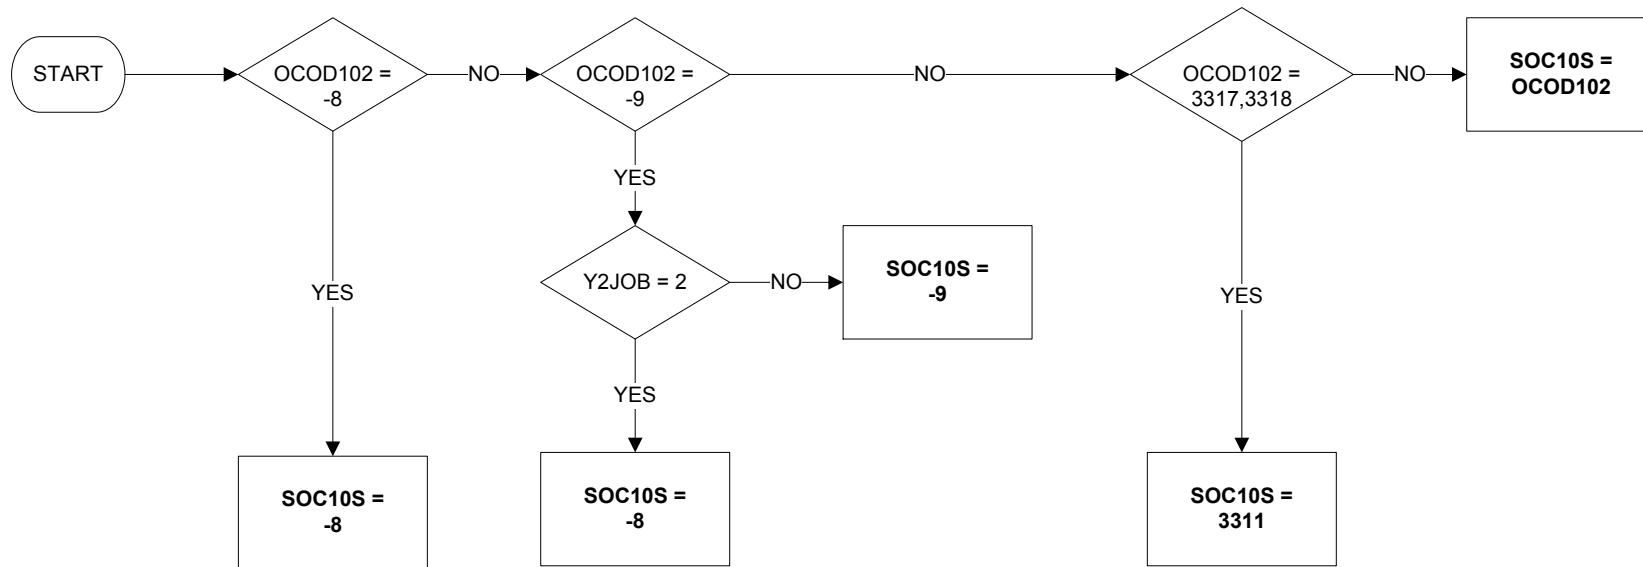 START
OCOD102 =
-8
NO
OCOD102 =
-9
NO
OCOD102 =
3317,3318
NO
SOC10S =
OCOD102
YES
Y2JOB = 2
NO
SOC10S =
-9
YES
YES
YES
SOC10S =
-8
SOC10S =
-8
SOC10S =
3311